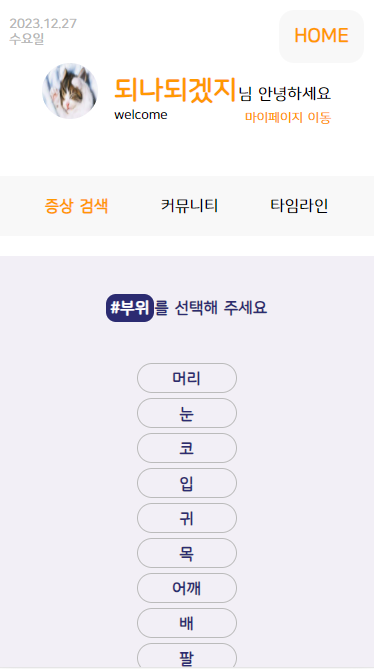 2023.12.27
수요일
HOME
되나되겠지님 안녕하세요
welcome
마이페이지 이동
증상 검색
커뮤니티
타임라인
#부위를 선택해 주세요
머리
눈
코
입
귀
목
어깨
배
팔